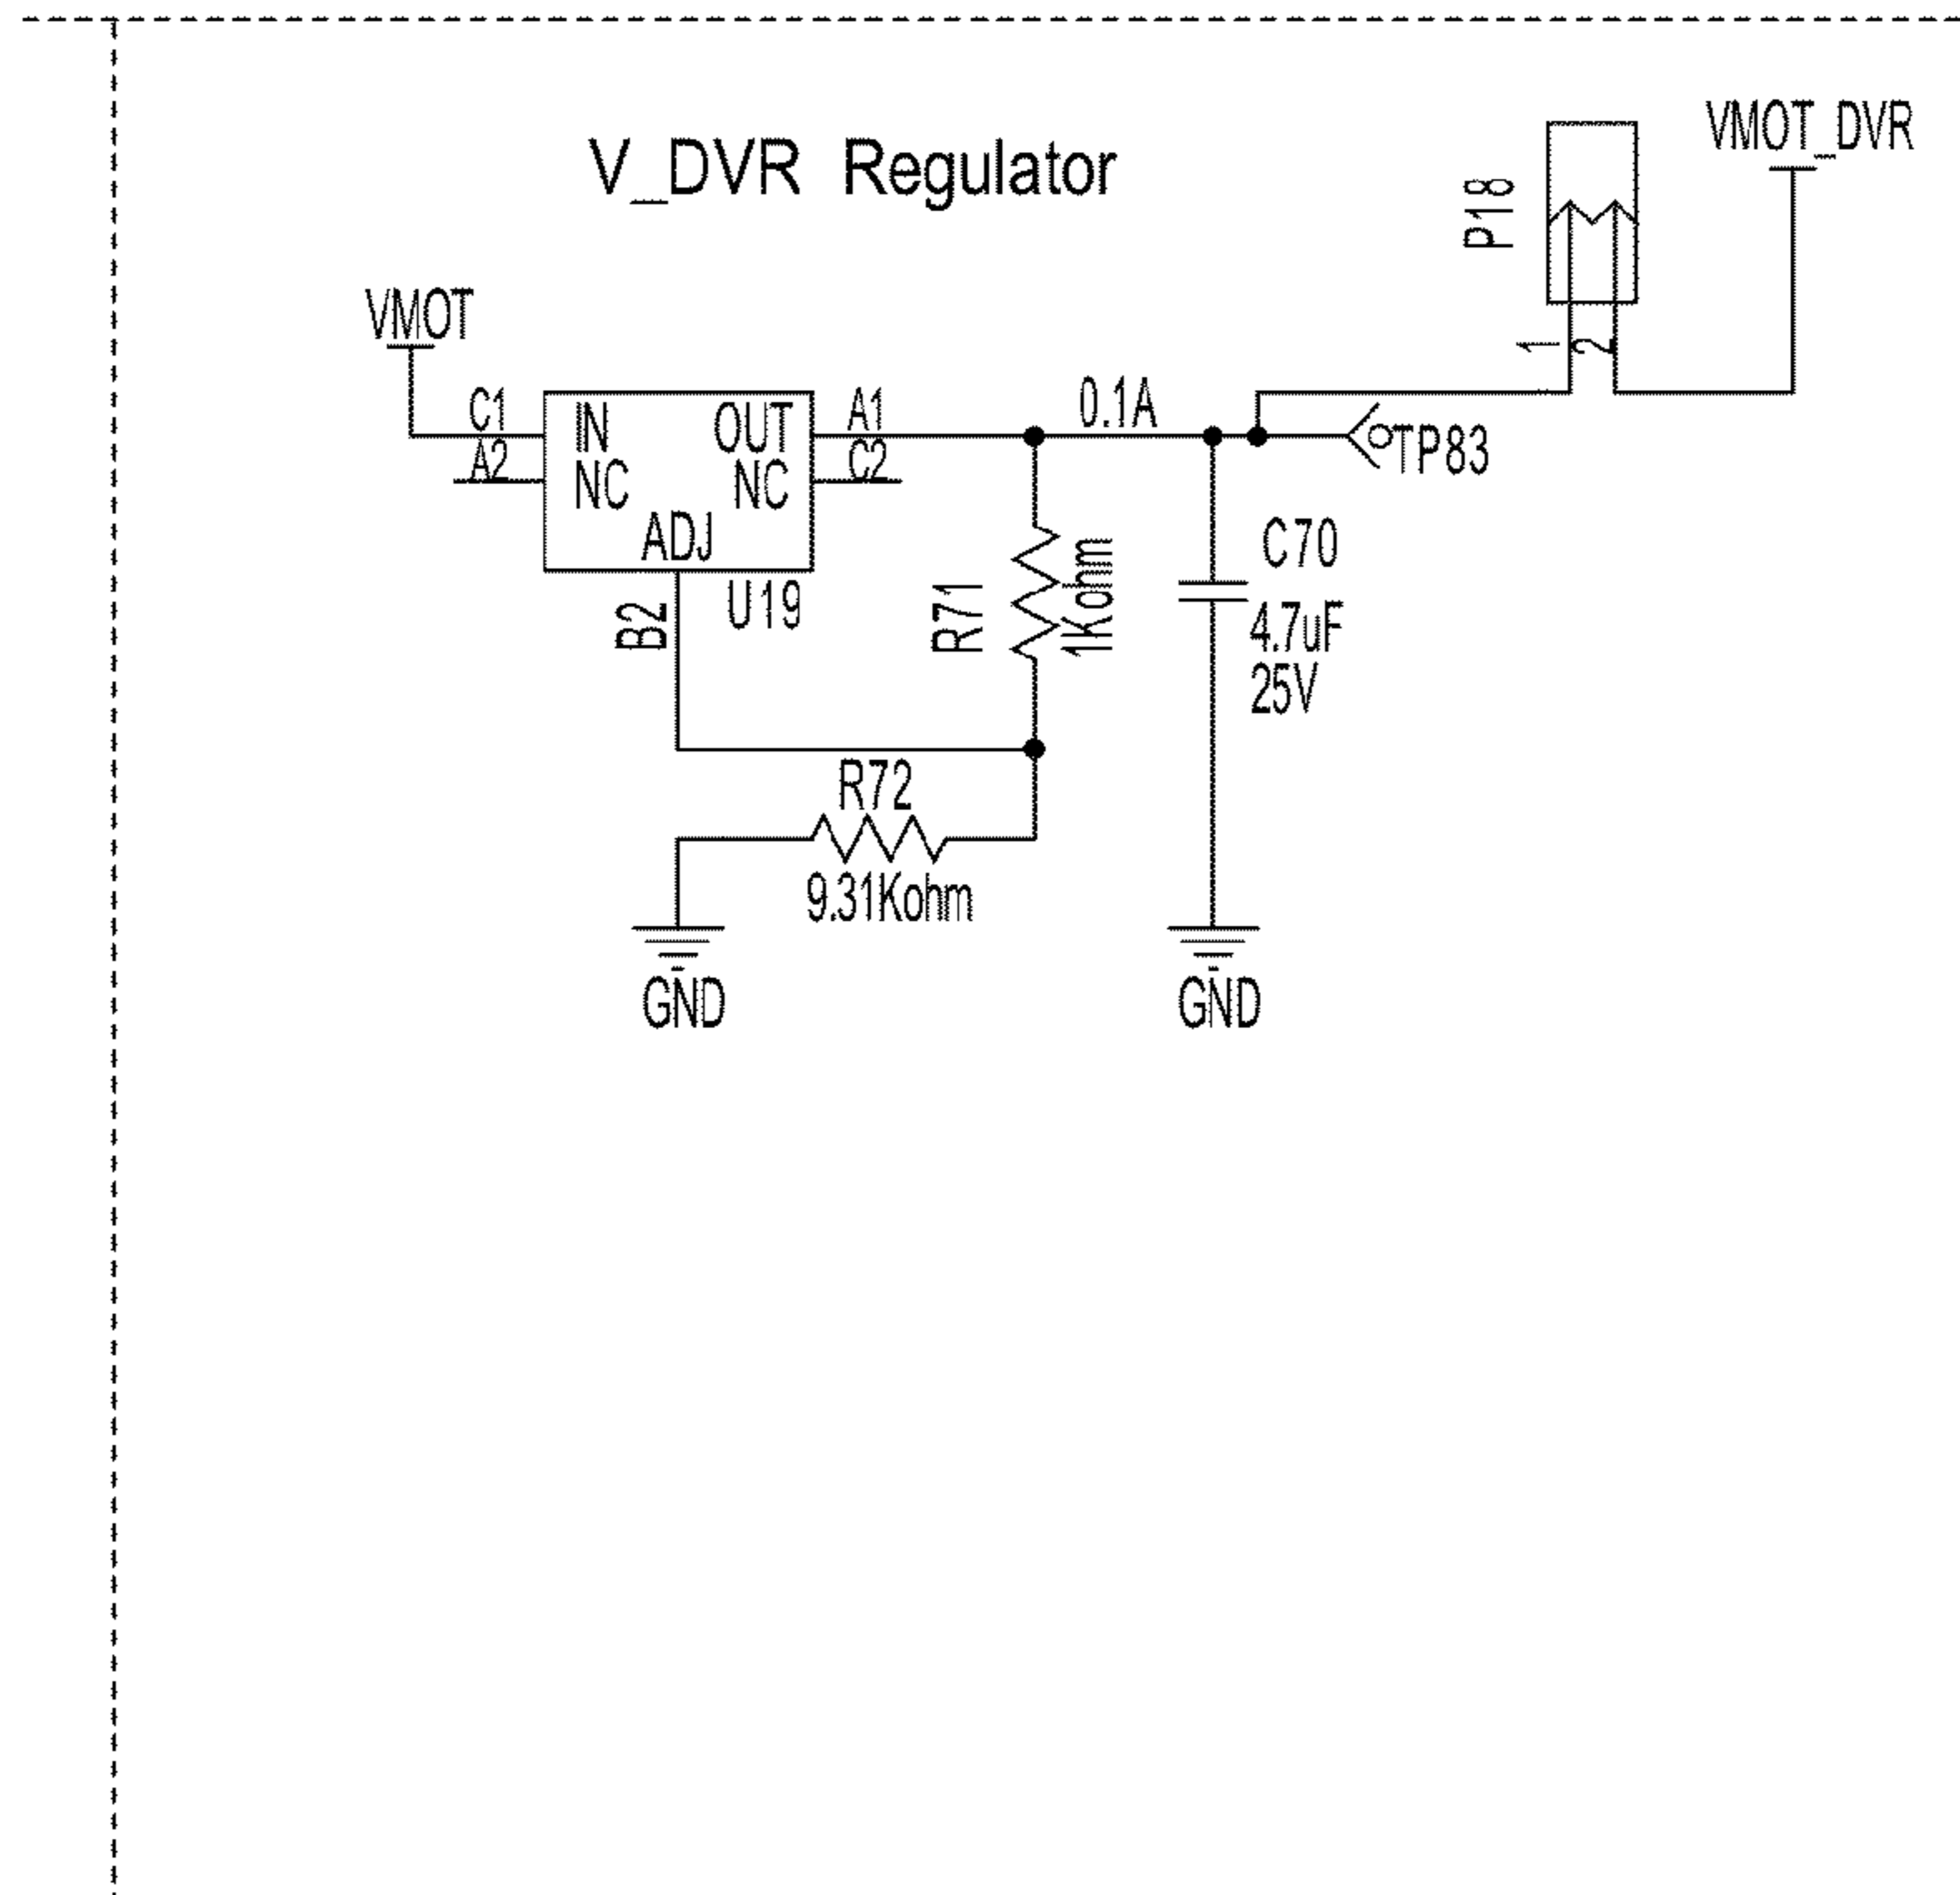 V_DVR Regulator
VMOT_DVR
P18
1
2
VMOT
C1
IN
OUT
A1
0.1A
A2
NC
NC
C2
TP83
ADJ
U19
B2
R71
1Kohm
C70
4.7uF
25V
R72
9.31Kohm
GND
GND